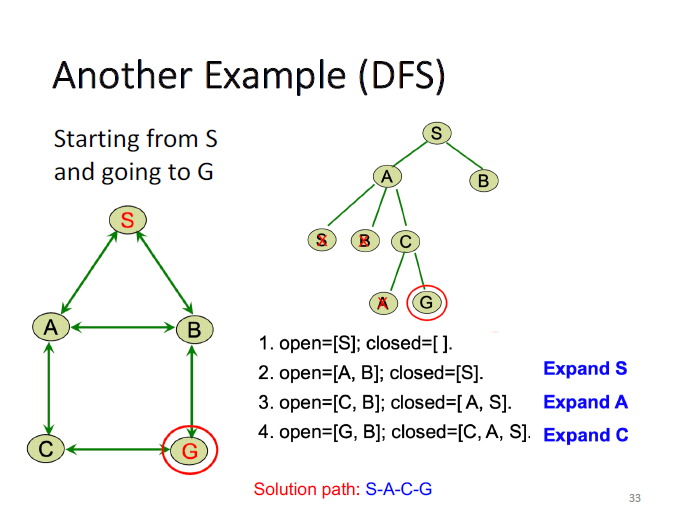 Another Example (DFS)
Starting from S
and going to G
S
A
B
C
G
S
A
B
S
B
C
A
G
1. open=[S]; closed=[ ].
2. open=[A, B]; closed=[S].
Expand S
3. open=[C, B]; closed=[ A, S].
Expand A
4. open=[G, B]; closed=[C, A, S].
Expand C
Solution path: S-A-C-G
33